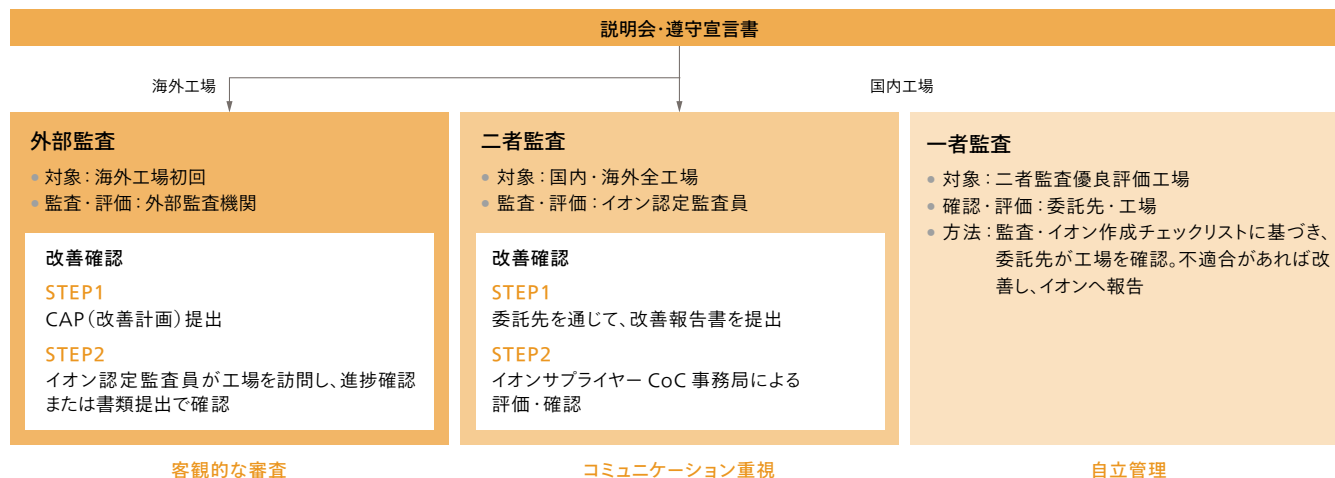 説明会・遵守宣言書
海外工場
国内工場
外部監査
• 対象：海外工場初回
• 監査・評価：外部監査機関
改善確認
STEP1
CAP（改善計画）提出
STEP2
イオン認定監査員が工場を訪問し、進捗確認
または書類提出で確認
客観的な審査
二者監査
• 対象：国内・海外全工場
• 監査・評価：イオン認定監査員
改善確認
STEP1
委託先を通じて、改善報告書を提出
STEP2
イオンサプライヤー CoC 事務局による
評価・確認
コミュニケーション重視
一者監査
• 対象：二者監査優良評価工場
• 確認・評価：委託先・工場
• 方法：監査・イオン作成チェックリストに基づき、
委託先が工場を確認。不適合があれば改
善し、イオンへ報告
自立管理